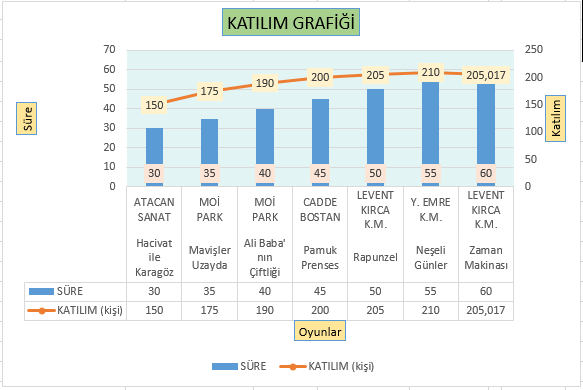 KATILIM GRAFİĞİ
70
60
50
40
30
20
10
0
250
200
150
100
50
0
Süre
Katılım
150 175 190 200 205 210 205,017
30 35 40 45 50 55 60
ATACAN SANAT
MOİ PARK
MOİ PARK
CADDE BOSTAN
LEVENT KIRCA K.M.
Y. EMRE K.M.
LEVENT KIRCA K.M.
Hacivat ile Karagöz
Mavişler Uzayda
Ali Baba' nın Çiftliği
Pamuk Prenses
Rapunzel
Neşeli Günler
Zaman Makinası
SÜRE 30 35 40 45 50 55 60
KATILIM (kişi) 150 175 190 200 205 210 205,017
Oyunlar
SÜRE KATILIM (kişi)